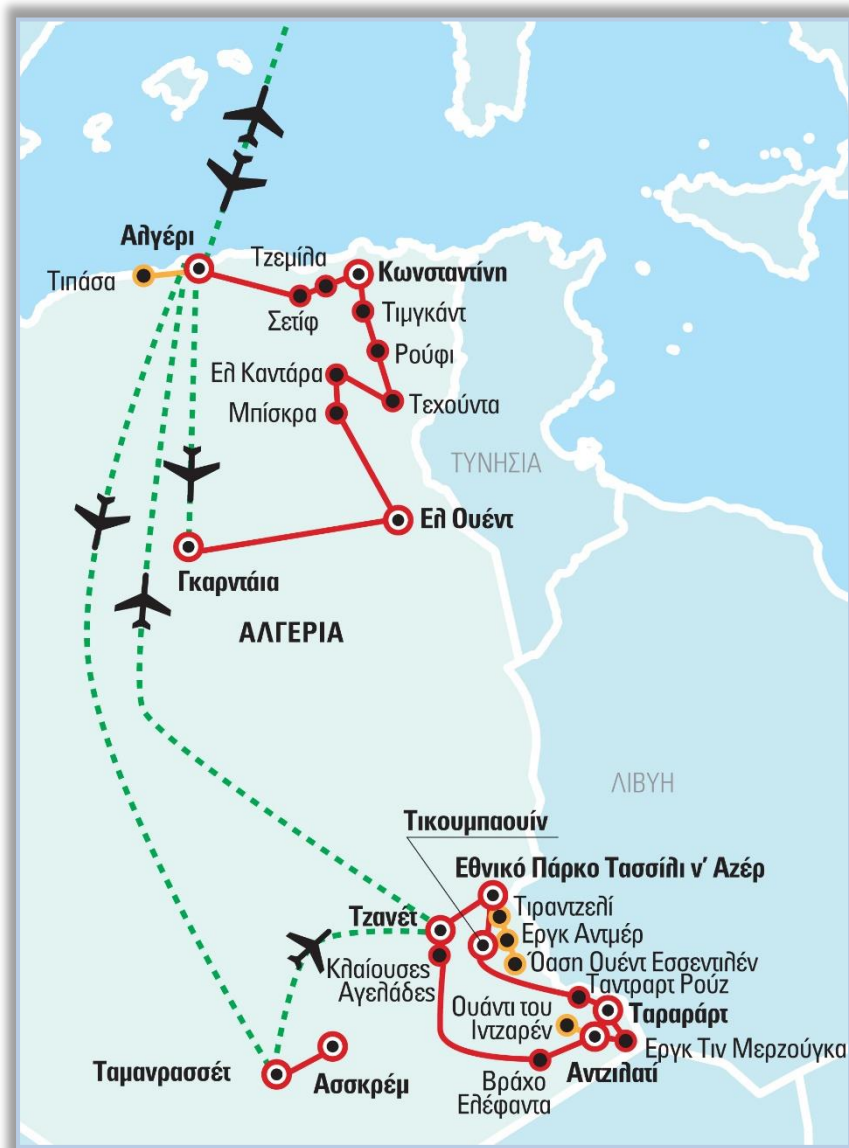 Αλγέρι
Τζεμίλα
Κωνσταντίνη
Τιπάσα
Σετίφ
Τιμγκάντ
Ρούφι
Ελ Καντάρα
Τεχούντα
Μπίσκρα
ΤΥΝΗΣΙΑ
Ελ Ουέντ
Γκαρντάια
ΑΛΓΕΡΙΑ
ΛΙΒΥΗ
Τικουμπαουίν
Εθνικό Πάρκο Τασσίλι ν’ Αζέρ
Τιραντζελί
Τζανέτ
Εργκ Αντμέρ
Όαση Ουέντ Εσσεντιλέν
Κλαίουσες
Αγελάδες
Ταντραρτ Ρούζ
Ουάντι του
Ιντζαρέν
Ταραράρτ
Εργκ Τιν Μερζούγκα
Αντζιλατί
Βράχο
Ελέφαντα
Ταμανρασσέτ
Ασσκρέμ